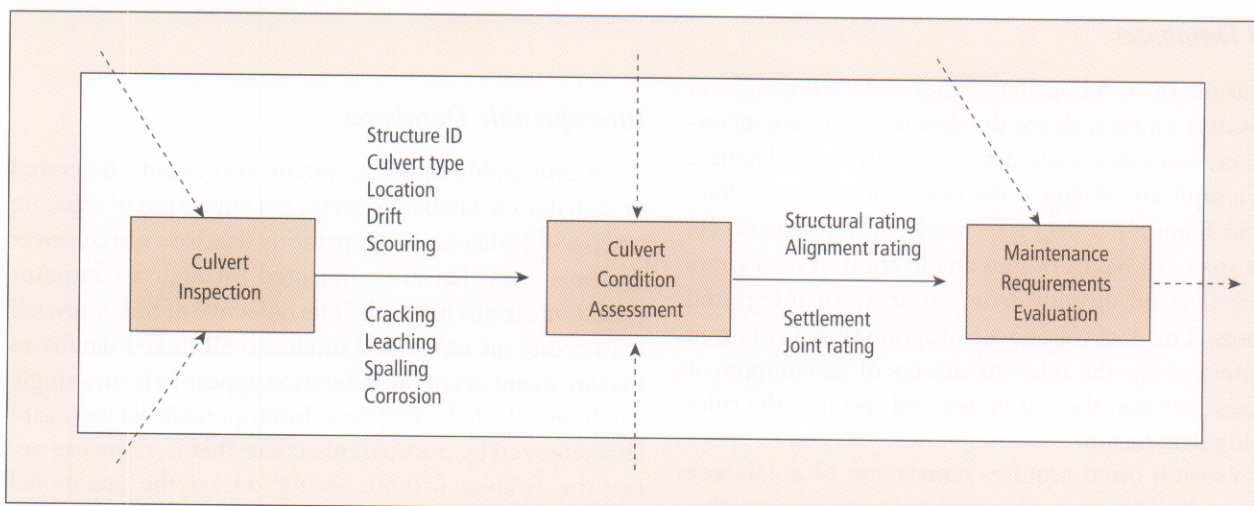 Structure ID
Culvert type
Location
Drift
Scouring
Culvert
Inspection
Cracking
Leaching
Spalling
Corrosion
Culvert
Condition
Assessment
Structural rating
Alignment rating
Settlement
Joint rating
Maintenance
Requirements
Evaluation